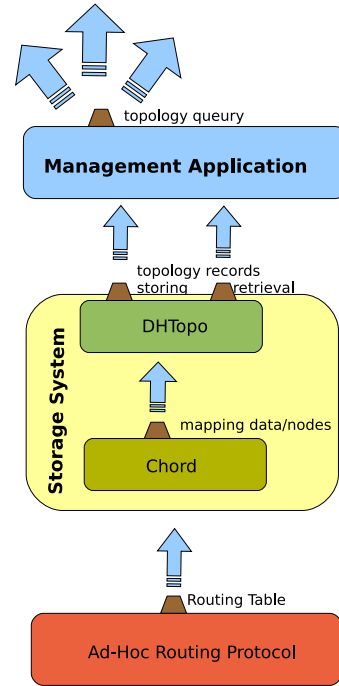 topology queury
Management Application
topology records
storing
retrieval
DHTopo
Storage System
mapping data/nodes
Chord
Routing Table
Ad-Hoc Routing Protocol